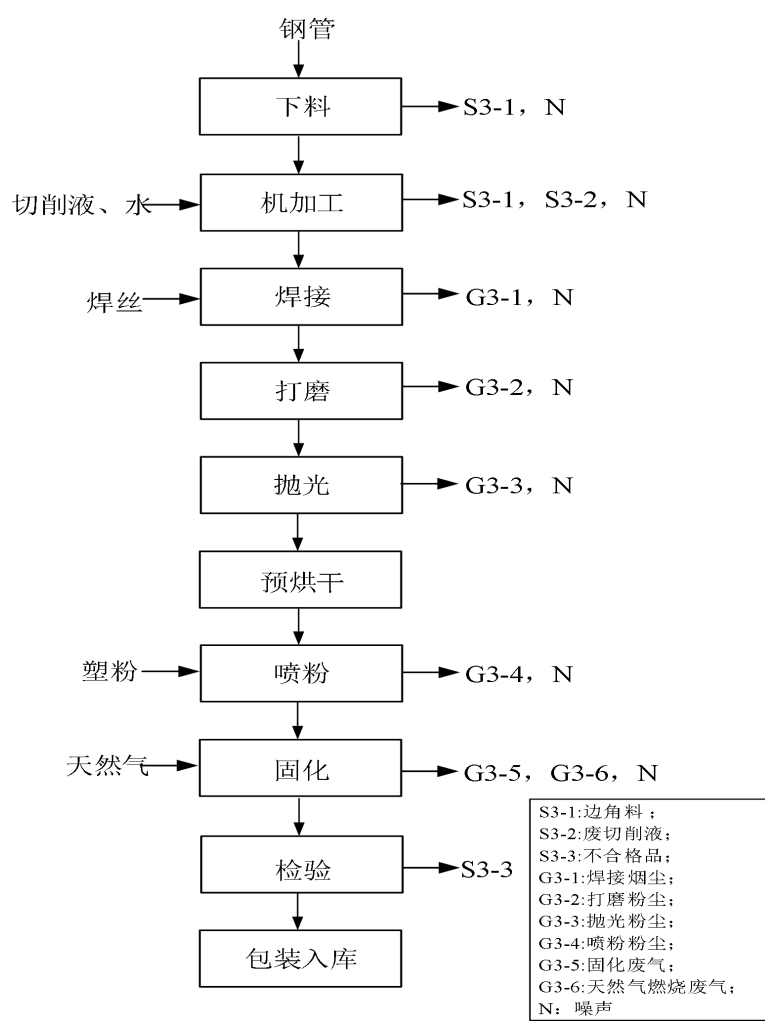 钢管
下料
S3-1，N
切削液、水
机加工
S3-1，S3-2，N
焊丝
焊接
G3-1，N
打磨
G3-2，N
抛光
G3-3，N
预烘干
塑粉
喷粉
G3-4，N
天然气
固化
G3-5，G3-6，N
检验
S3-3
包装入库
S3-1:边角料；
S3-2:废切削液；
S3-3:不合格品；
G3-1:焊接烟尘；
G3-2:打磨粉尘；
G3-3:抛光粉尘；
G3-4:喷粉粉尘；
G3-5:固化废气；
G3-6:天然气燃烧废气；
N：噪声